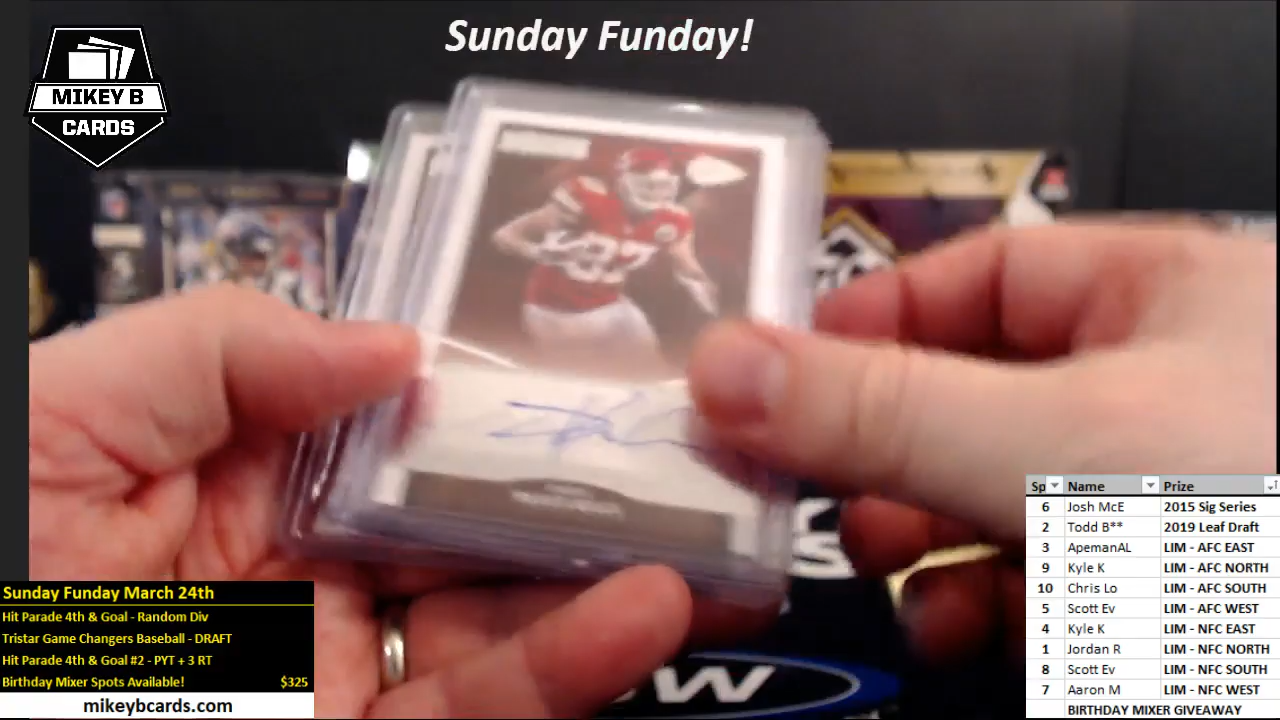 Sunday Funday!
MIKEY B
CARDS
Sp Name Prize
6 Josh McE 2015 Sig Series
2 Todd B** 2019 Leaf Draft
3 ApemanAL LIM - AFC EAST
9 Kyle K LIM - AFC NORTH
10 Chris Lo LIM - AFC SOUTH
5 Scott Ev LIM - AFC WEST
4 Kyle K LIM - NFC EAST
1 Jordan R LIM - NFC NORTH
8 Scott Ev LIM - NFC SOUTH
7 Aaron M LIM - NFC WEST
BIRTHDAY MIXER GIVEAWAY
Sunday Funday March 24th
Hit Parade 4th & Goal - Random Div
Tristar Game Changers Baseball - DRAFT
Hit Parade 4th & Goal #2 - PYT + 3 RT
Birthday Mixer Spots Available! $325
mikeybcards.com